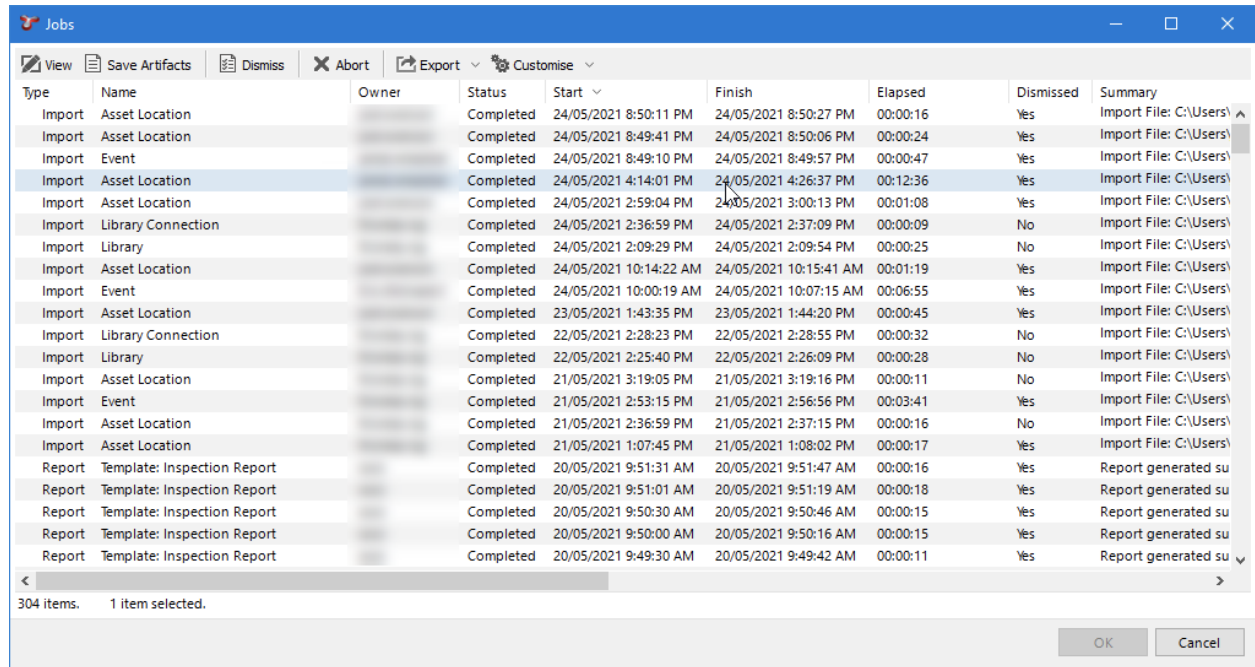 Jobs
View Save Artifacts Dismiss Abort Export Customise
Type Name Owner Status Start Finish Elapsed Dismissed Summary
Import Asset Location Completed 24/05/2021 8:50:11 PM 24/05/2021 8:50:27 PM 00:00:16 Yes Import File: C:\Users\
Import Asset Location Completed 24/05/2021 8:49:41 PM 24/05/2021 8:50:06 PM 00:00:24 Yes Import File: C:\Users\
Import Event Completed 24/05/2021 8:49:10 PM 24/05/2021 8:49:57 PM 00:00:47 Yes Import File: C:\Users\
Import Asset Location Completed 24/05/2021 4:14:01 PM 24/05/2021 4:26:37 PM 00:12:36 Yes Import File: C:\Users\
Import Asset Location Completed 24/05/2021 2:59:04 PM 24/05/2021 3:00:13 PM 00:01:08 Yes Import File: C:\Users\
Import Library Connection Completed 24/05/2021 2:36:59 PM 24/05/2021 2:37:09 PM 00:00:09 No Import File: C:\Users\
Import Library Completed 24/05/2021 2:09:29 PM 24/05/2021 2:09:54 PM 00:00:25 No Import File: C:\Users\
Import Asset Location Completed 24/05/2021 10:14:22 AM 24/05/2021 10:15:41 AM 00:01:19 Yes Import File: C:\Users\
Import Event Completed 24/05/2021 10:00:19 AM 24/05/2021 10:07:15 AM 00:06:55 Yes Import File: C:\Users\
Import Asset Location Completed 23/05/2021 1:43:35 PM 23/05/2021 1:44:20 PM 00:00:45 Yes Import File: C:\Users\
Import Library Connection Completed 22/05/2021 2:28:23 PM 22/05/2021 2:28:55 PM 00:00:32 No Import File: C:\Users\
Import Library Completed 22/05/2021 2:25:40 PM 22/05/2021 2:26:09 PM 00:00:28 No Import File: C:\Users\
Import Asset Location Completed 21/05/2021 3:19:05 PM 21/05/2021 3:19:16 PM 00:00:11 No Import File: C:\Users\
Import Event Completed 21/05/2021 2:53:15 PM 21/05/2021 2:56:56 PM 00:03:41 Yes Import File: C:\Users\
Import Asset Location Completed 21/05/2021 2:36:59 PM 21/05/2021 2:37:15 PM 00:00:16 No Import File: C:\Users\
Import Asset Location Completed 21/05/2021 1:07:45 PM 21/05/2021 1:08:02 PM 00:00:17 Yes Import File: C:\Users\
Report Template: Inspection Report Completed 20/05/2021 9:51:31 AM 20/05/2021 9:51:47 AM 00:00:16 Yes Report generated su
Report Template: Inspection Report Completed 20/05/2021 9:51:01 AM 20/05/2021 9:51:19 AM 00:00:18 Yes Report generated su
Report Template: Inspection Report Completed 20/05/2021 9:50:30 AM 20/05/2021 9:50:46 AM 00:00:15 Yes Report generated su
Report Template: Inspection Report Completed 20/05/2021 9:50:00 AM 20/05/2021 9:50:16 AM 00:00:15 Yes Report generated su
Report Template: Inspection Report Completed 20/05/2021 9:49:30 AM 20/05/2021 9:49:42 AM 00:00:11 Yes Report generated su
304 items. 1 item selected.
OK Cancel